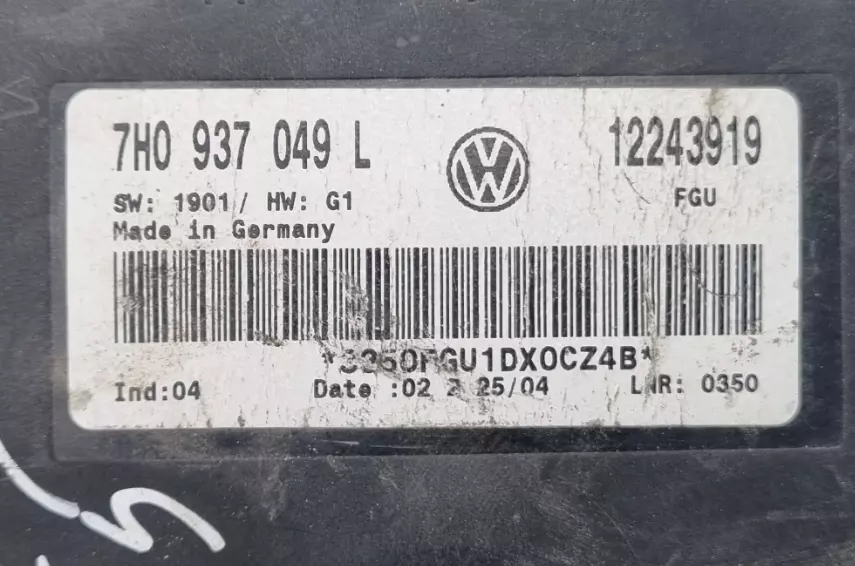 7H0 937 049 L 12243919
SW: 1901/ HW: G1 FGU
Made in Germany
Ind:04 Date :02 25/04 LNR: 0350